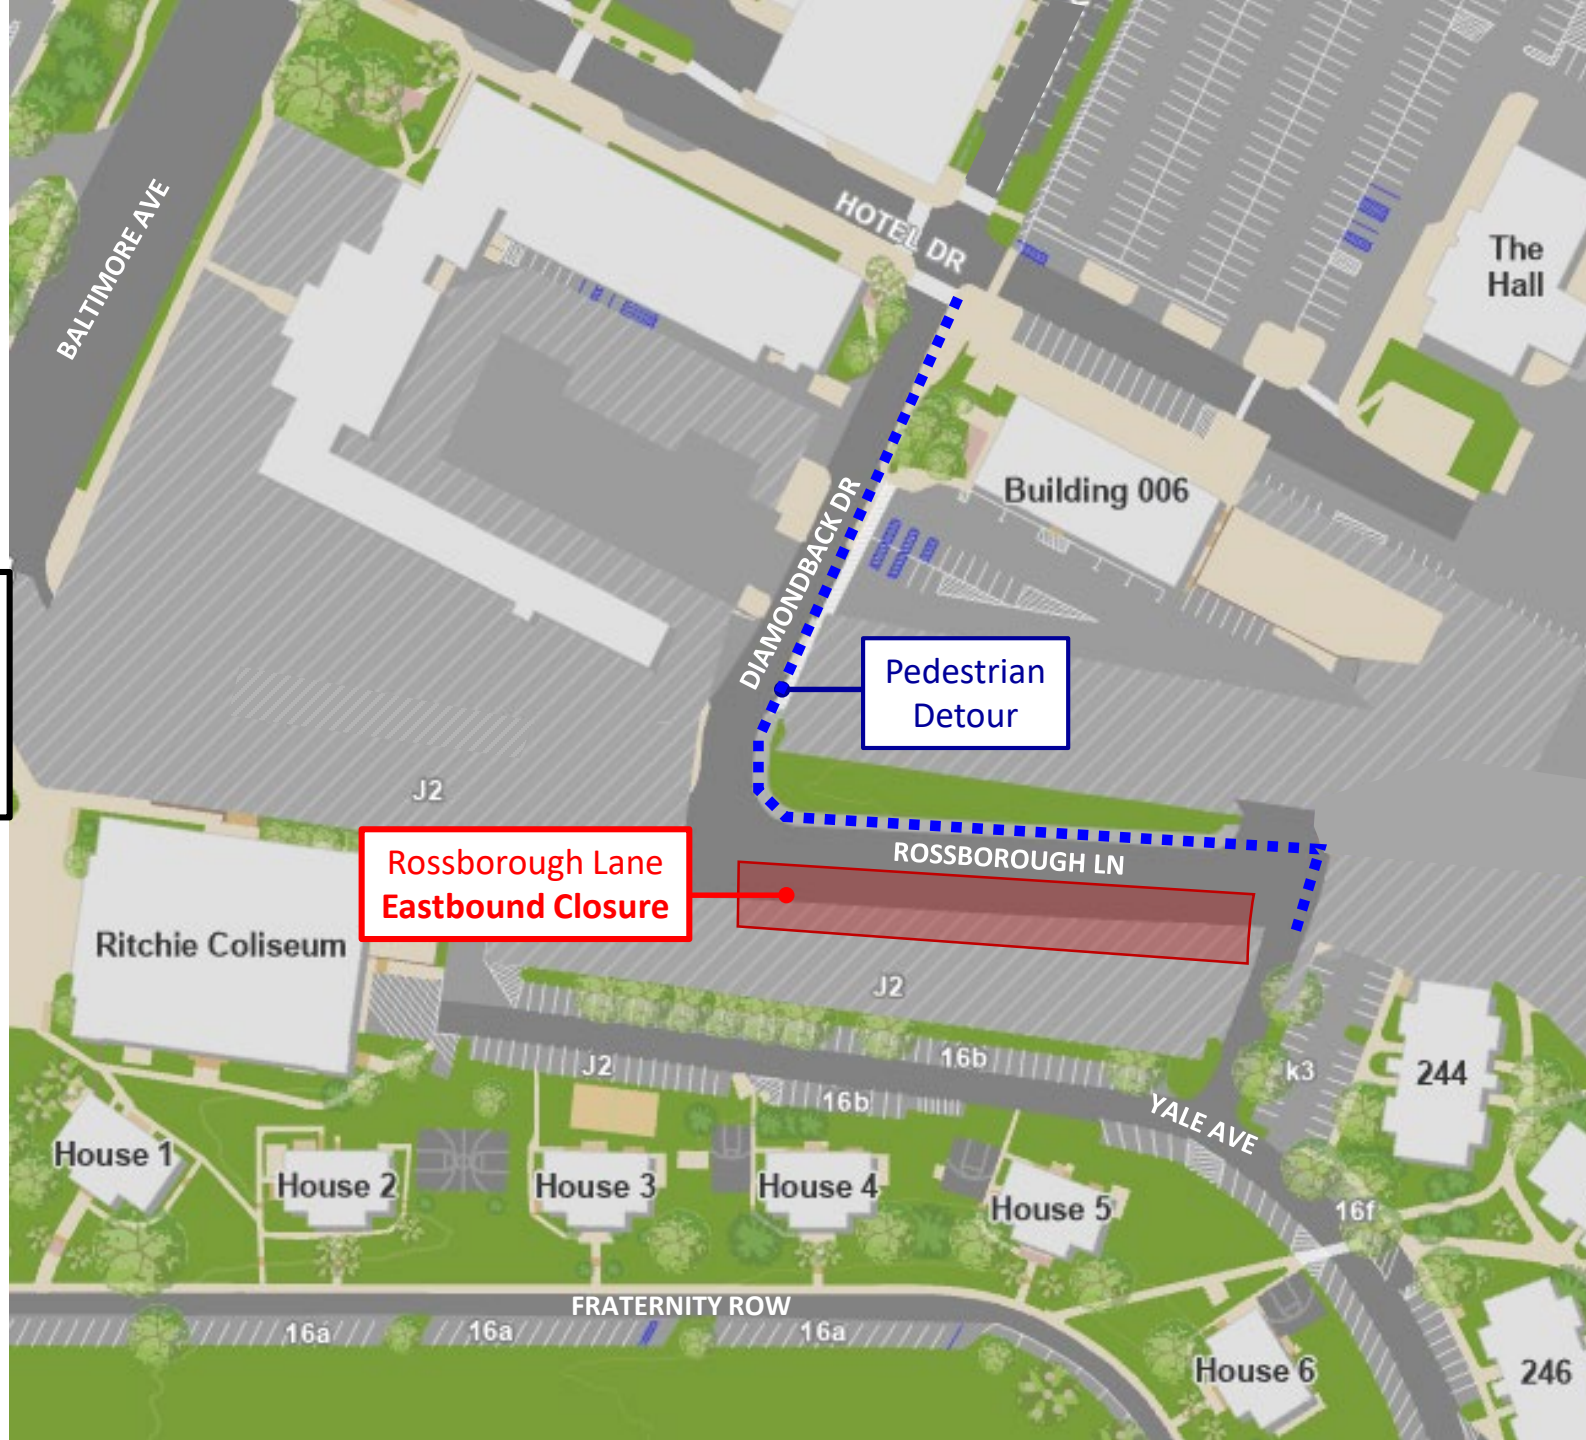 HOTEL DR
The
Hall
BALTIMORE AVE
Building 006
DIAMONDBACK DR
Pedestrian
Detour
J2
Rossborough Lane
Eastbound Closure
ROSSBOROUGH LN
Ritchie Coliseum
J2
J2
16b
16b
k3
244
YALE AVE
House 1
House 2
House 3
House 4
House 5
16f
FRATERNITY ROW
16a
16a
16a
House 6
246